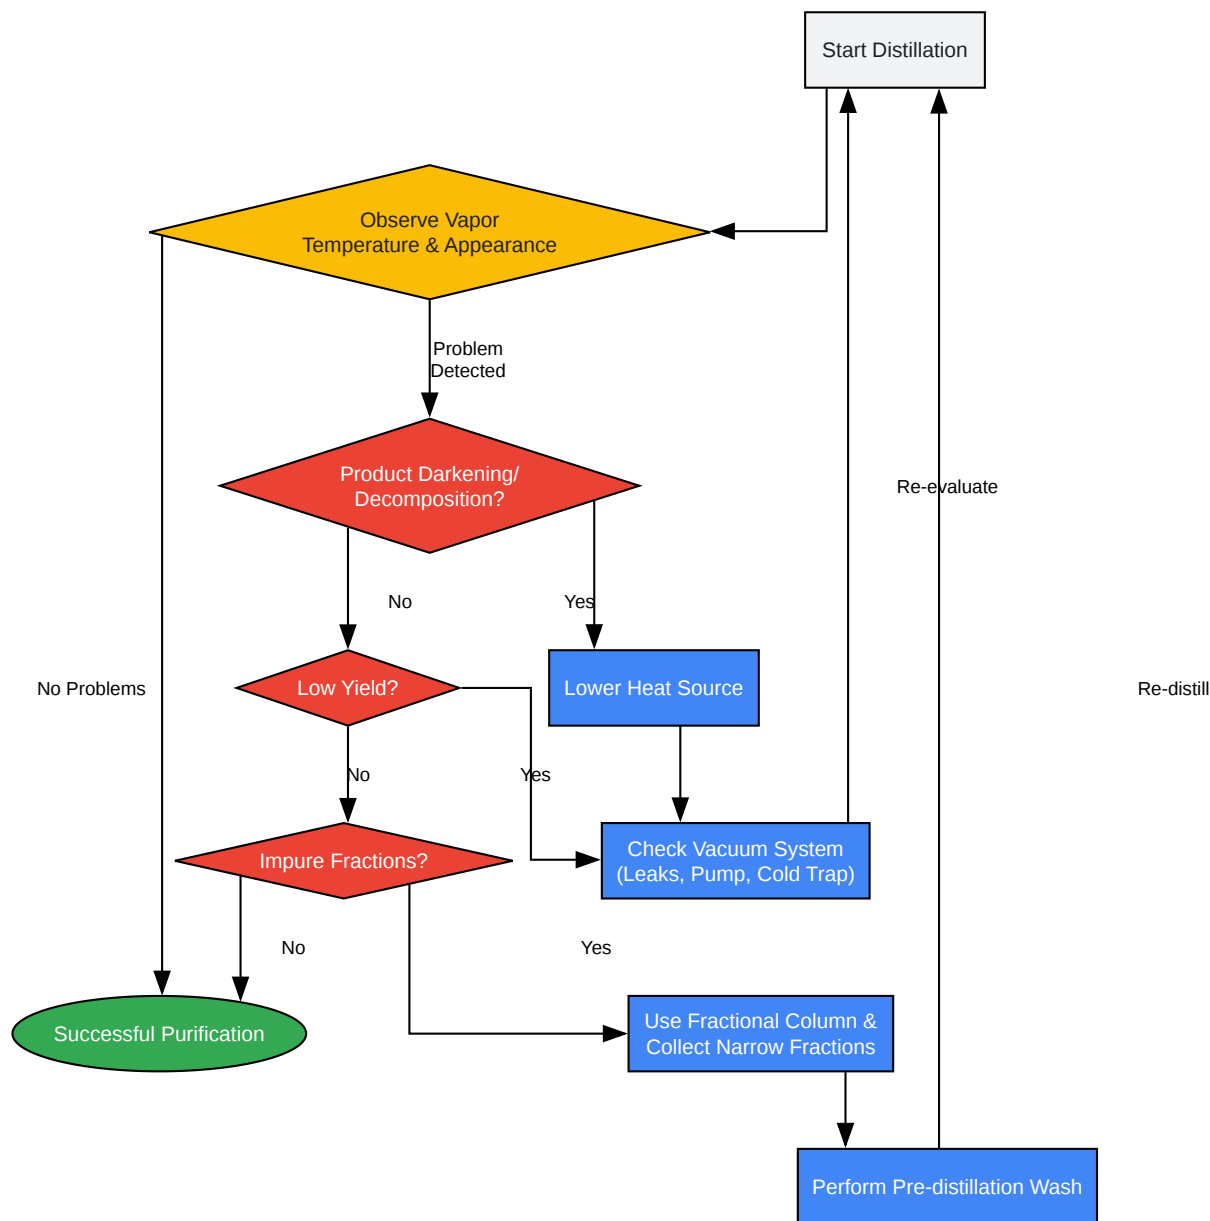 Start Distillation
Observe Vapor
Temperature & Appearance
Problem
Detected
Product Darkening/
Decomposition?
Re-evaluate
No
Yes
No Problems
Low Yield?
Lower Heat Source
Re-distill
No
Yes
Impure Fractions?
Check Vacuum System
(Leaks, Pump, Cold Trap)
No
Yes
Successful Purification
Use Fractional Column &
Collect Narrow Fractions
Perform Pre-distillation Wash